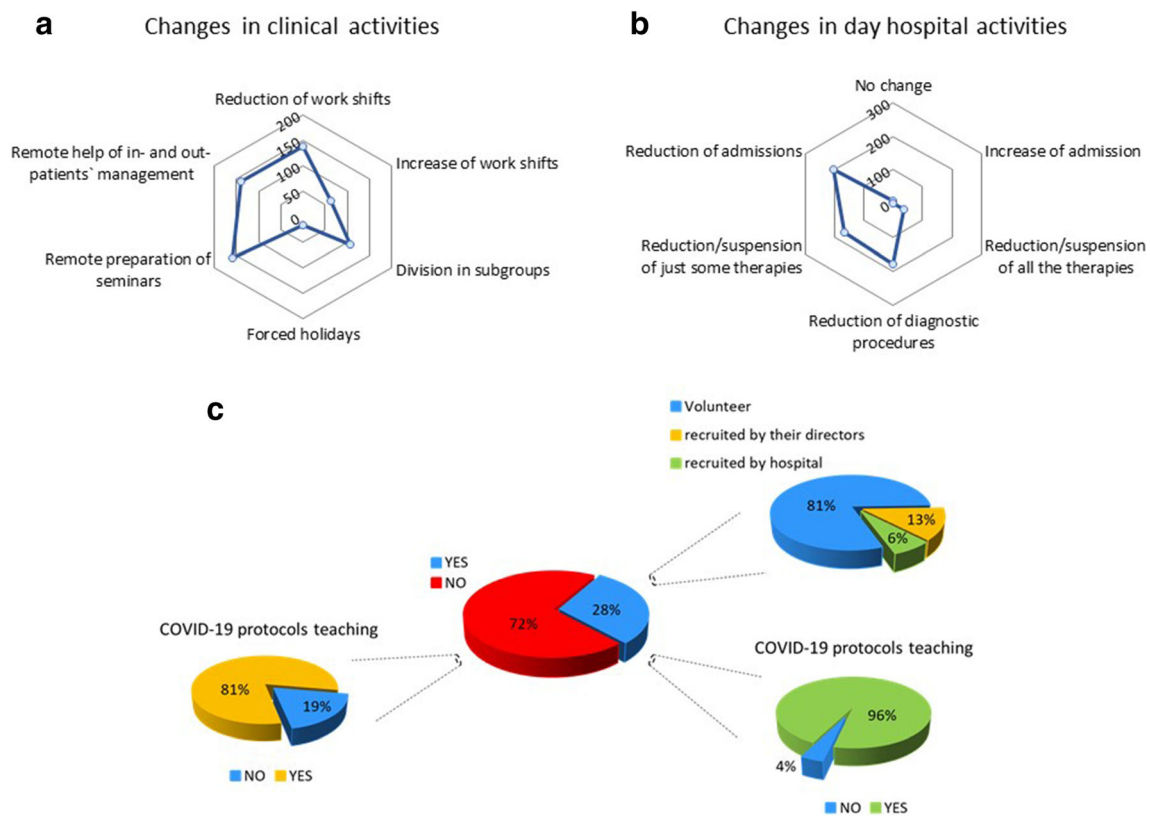 a
Changes in clinical activities
Reduction of work shifts
200
150
100
50
0
Remote help of in- and out-
patients` management
Increase of work shifts
Remote preparation of
seminars
Division in subgroups
Forced holidays
b
Changes in day hospital activities
No change
300
200
100
0
Reduction of admissions
Increase of admission
Reduction/suspension
of just some therapies
Reduction/suspension
of all the therapies
Reduction of diagnostic
procedures
c
Volunteer
recruited by their directors
recruited by hospital
81%
13%
6%
YES
NO
72%
28%
COVID-19 protocols teaching
81%
19%
NO YES
COVID-19 protocols teaching
96%
4%
NO YES